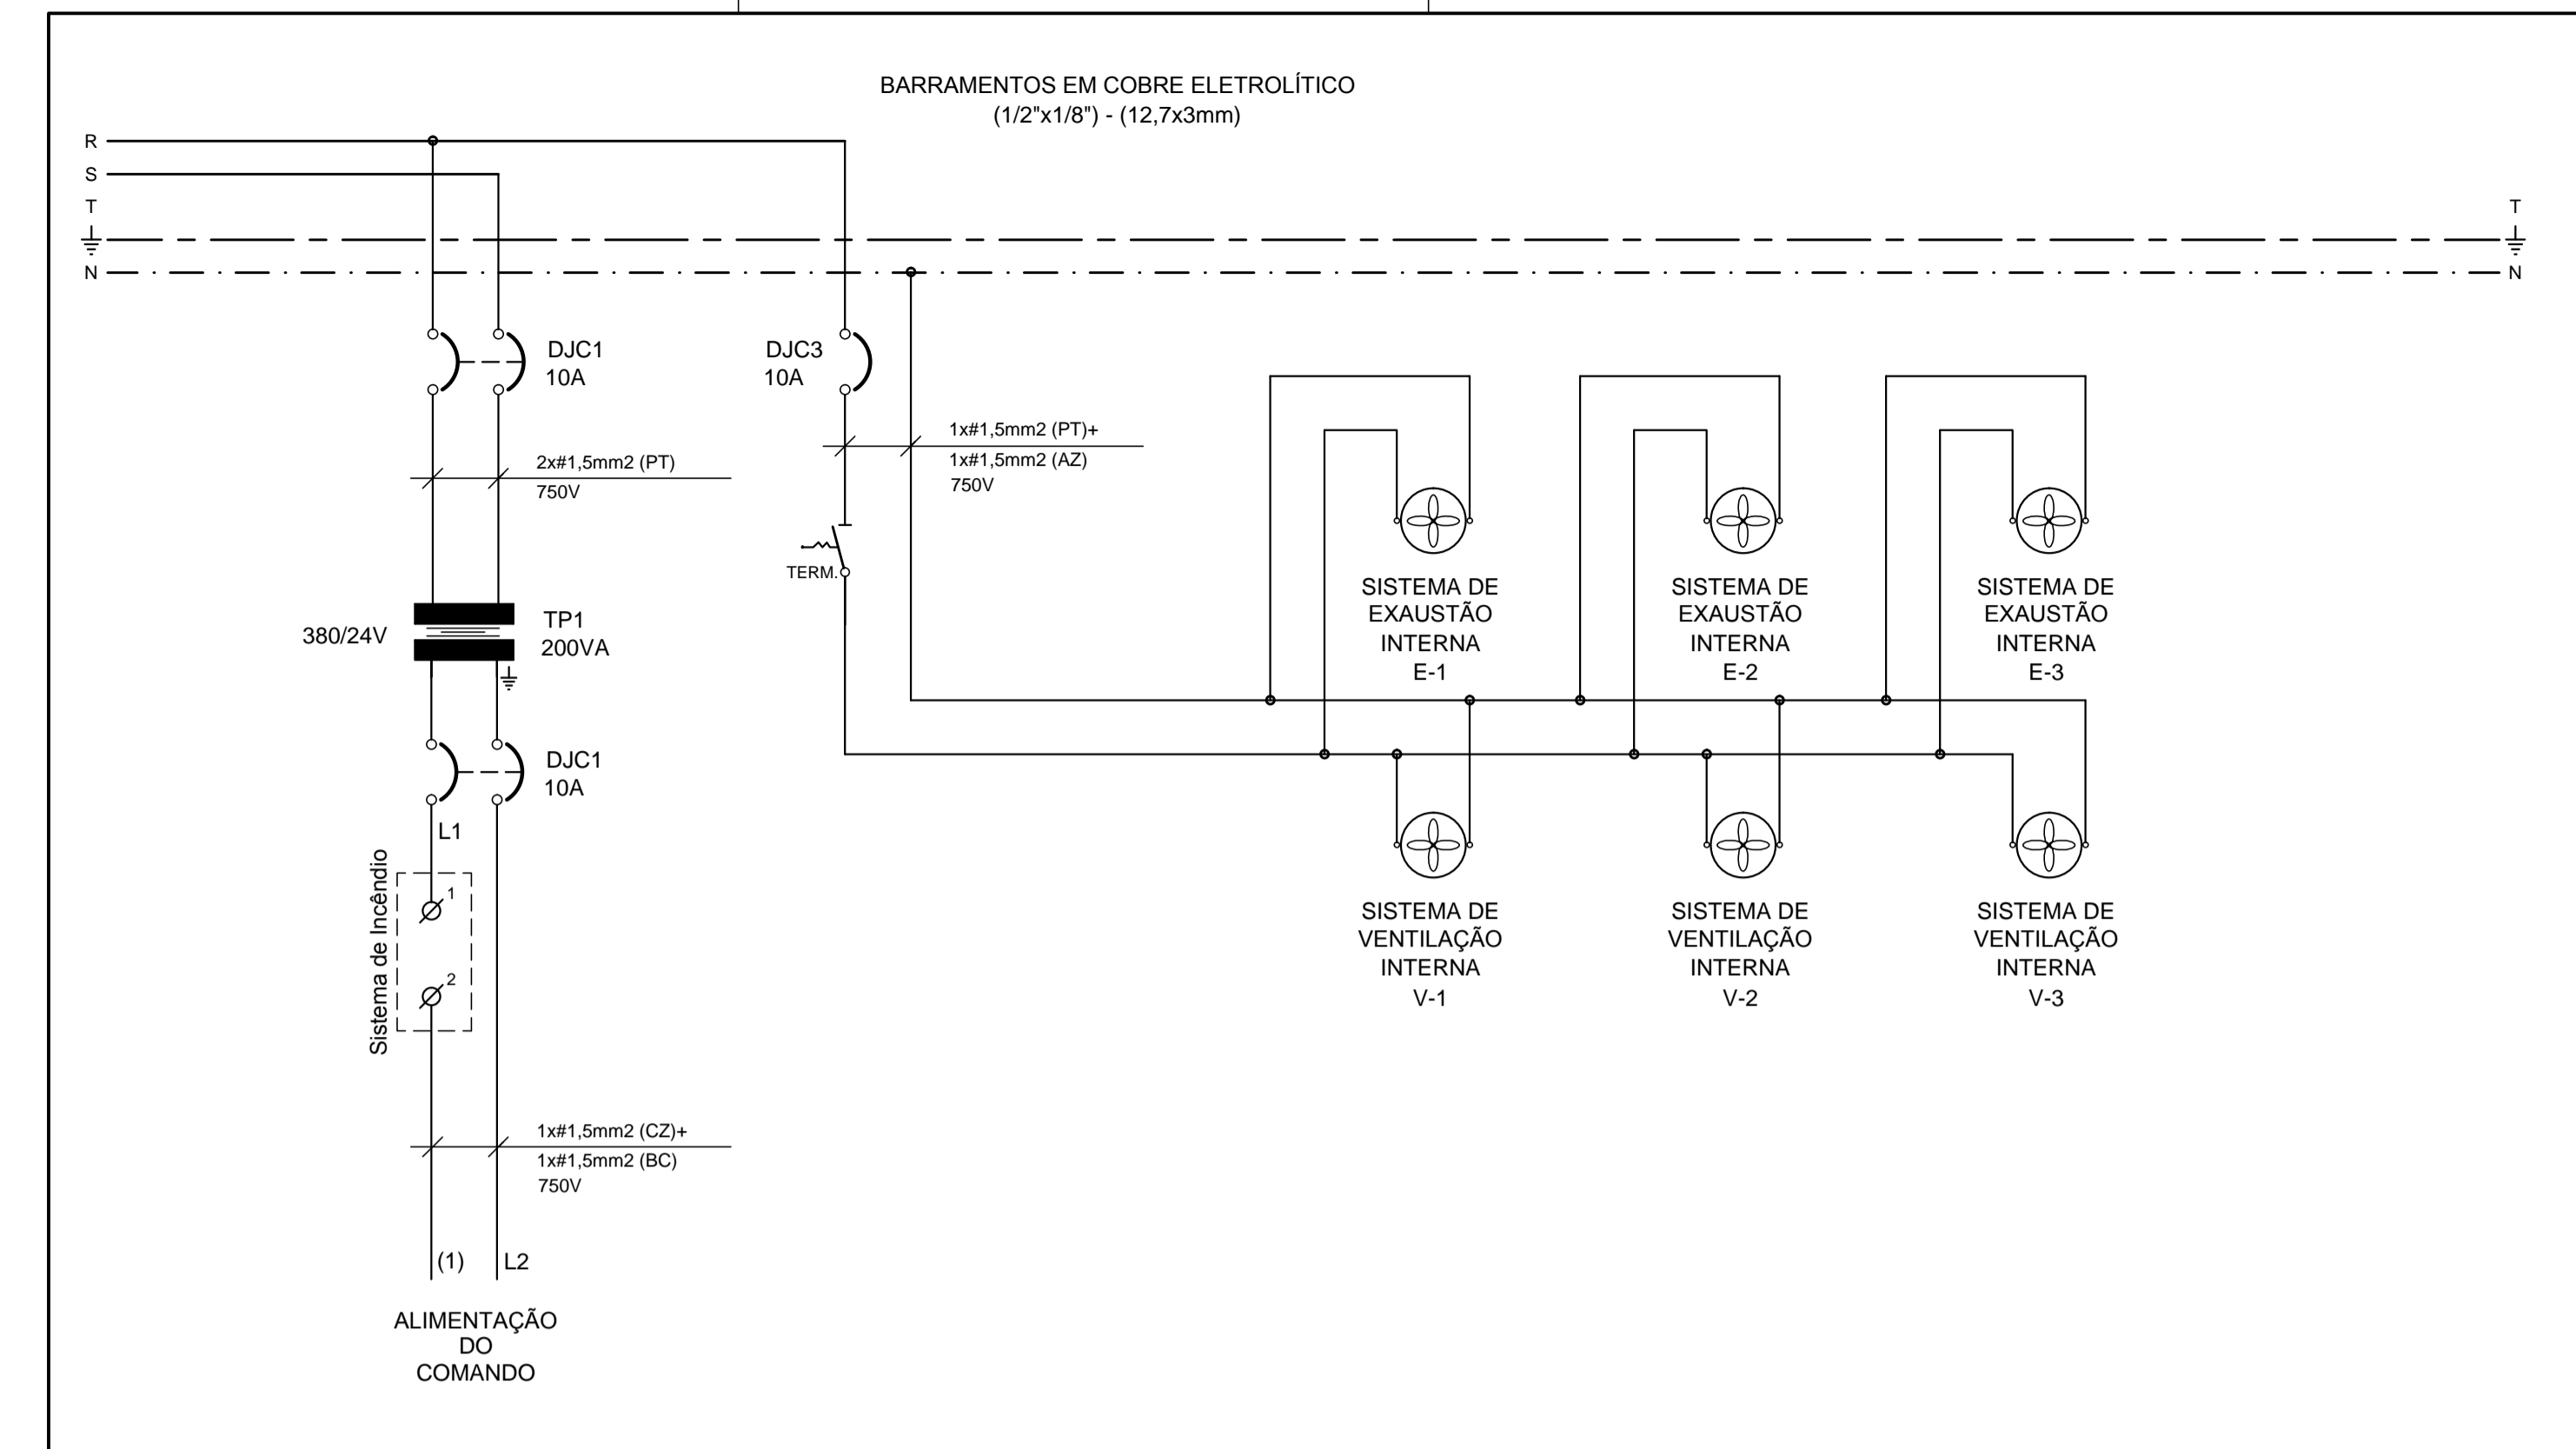 BARRAMENTOS EM COBRE ELETROLÍTICO
(1/2"x1/8") - (12,7x3mm)
R
S
T
T
N
N
DJC1
10A
DJC3
10A
1x#1,5mm2 (PT)+
1x#1,5mm2 (AZ)
750V
2x#1,5mm2 (PT)
750V
TERM.
380/24V
TP1
200VA
SISTEMA DE
EXAUSTÃO
INTERNA
E-1
SISTEMA DE
EXAUSTÃO
INTERNA
E-2
SISTEMA DE
EXAUSTÃO
INTERNA
E-3
DJC1
10A
L1
Sistema de Incêndio
1
2
SISTEMA DE
VENTILAÇÃO
INTERNA
V-1
SISTEMA DE
VENTILAÇÃO
INTERNA
V-2
SISTEMA DE
VENTILAÇÃO
INTERNA
V-3
1x#1,5mm2 (CZ)+
1x#1,5mm2 (BC)
750V
(1)
L2
ALIMENTAÇÃO
DO
COMANDO